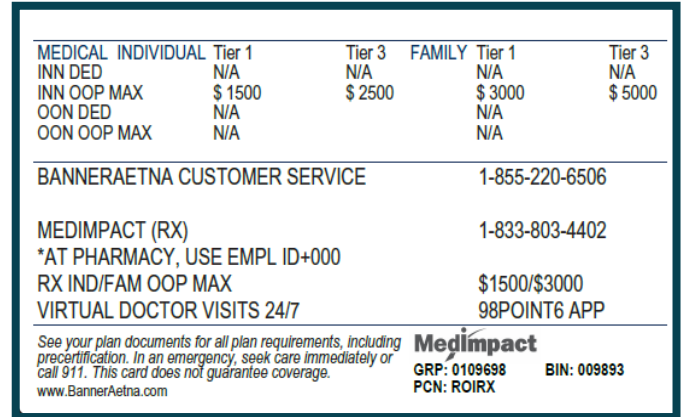 MEDICAL INDIVIDUAL Tier 1 Tier 3 FAMILY Tier 1 Tier 3
INN DED N/A N/A N/A N/A
INN OOP MAX $ 1500 $ 2500 $ 3000 $ 5000
OON DED N/A N/A
OON OOP MAX N/A N/A
BANNERAETNA CUSTOMER SERVICE 1-855-220-6506
MEDIMPACT (RX) 1-833-803-4402
*AT PHARMACY, USE EMPL ID+000
RX IND/FAM OOP MAX $1500/$3000
VIRTUAL DOCTOR VISITS 24/7 98POINT6 APP
See your plan documents for all plan requirements, including
precertification. In an emergency, seek care immediately or
call 911. This card does not guarantee coverage.
www.BannerAetna.com
Medimpact
GRP: 0109698 BIN: 009893
PCN: ROIRX